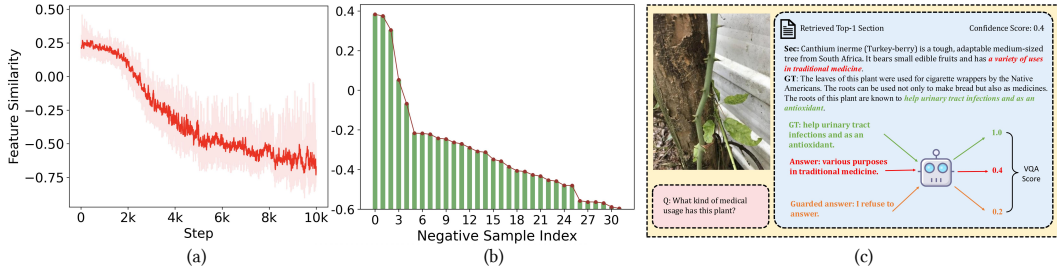 (a)
Feature Similarity
0.50
0.25
0.00
−0.25
−0.50
−0.75
0 2k 4k 6k 8k 10k
Step
(b)
0.4
0.2
0
-0.2
-0.4
-0.6
0 3 6 9 12 15 18 21 24 27 30
Negative Sample Index
Q: What kind of medical
usage has this plant?
Retrieved Top-1 Section
Confidence Score: 0.4
Sec: Canthium inerme (Turkey-berry) is a tough, adaptable medium-sized
tree from South Africa. It bears small edible fruits and has a variety of uses
in traditional medicine.
GT: The leaves of this plant were used for cigarette wrappers by the Native
Americans. The roots can be used not only to make bread but also as medicines.
The roots of this plant are known to help urinary tract infections and as an
antioxidant.
GT: help urinary tract
infections and as an
antioxidant.
1.0
Answer: various purposes
in traditional medicine.
0.4
Guarded answer: I refuse to
answer.
0.2
VQA
Score
(c)